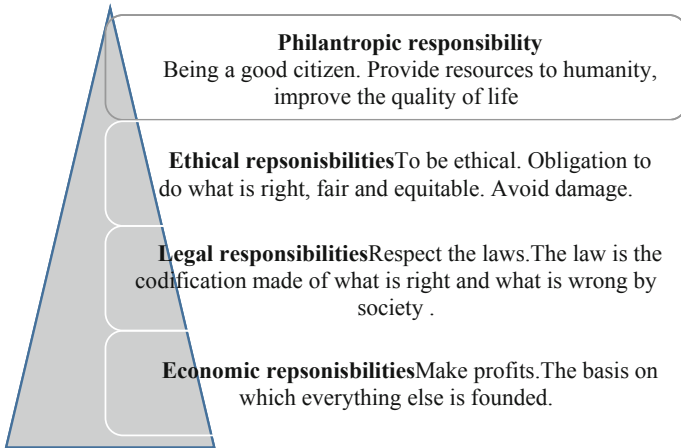 Philantropic responsibility
Being a good citizen. Provide resources to humanity,
improve the quality of life
Ethical repsonisbilitiesTo be ethical. Obligation to
do what is right, fair and equitable. Avoid damage.
Legal responsibilitiesRespect the laws.The law is the
codification made of what is right and what is wrong by
society .
Economic repsonisbilitiesMake profits.The basis on
which everything else is founded.